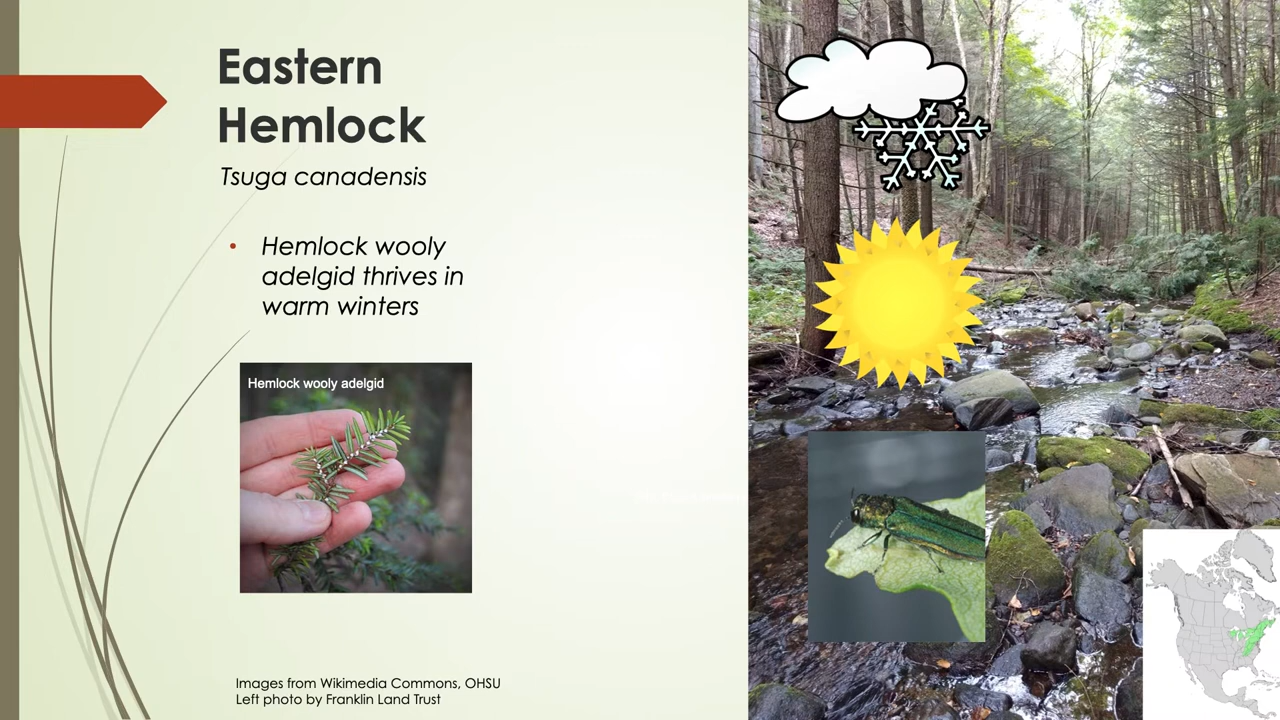 Eastern
Hemlock
Tsuga canadensis
• Hemlock wooly
adelgid thrives in
warm winters
Hemlock wooly adelgid
Images from Wikimedia Commons, OHSU
Left photo by Franklin Land Trust